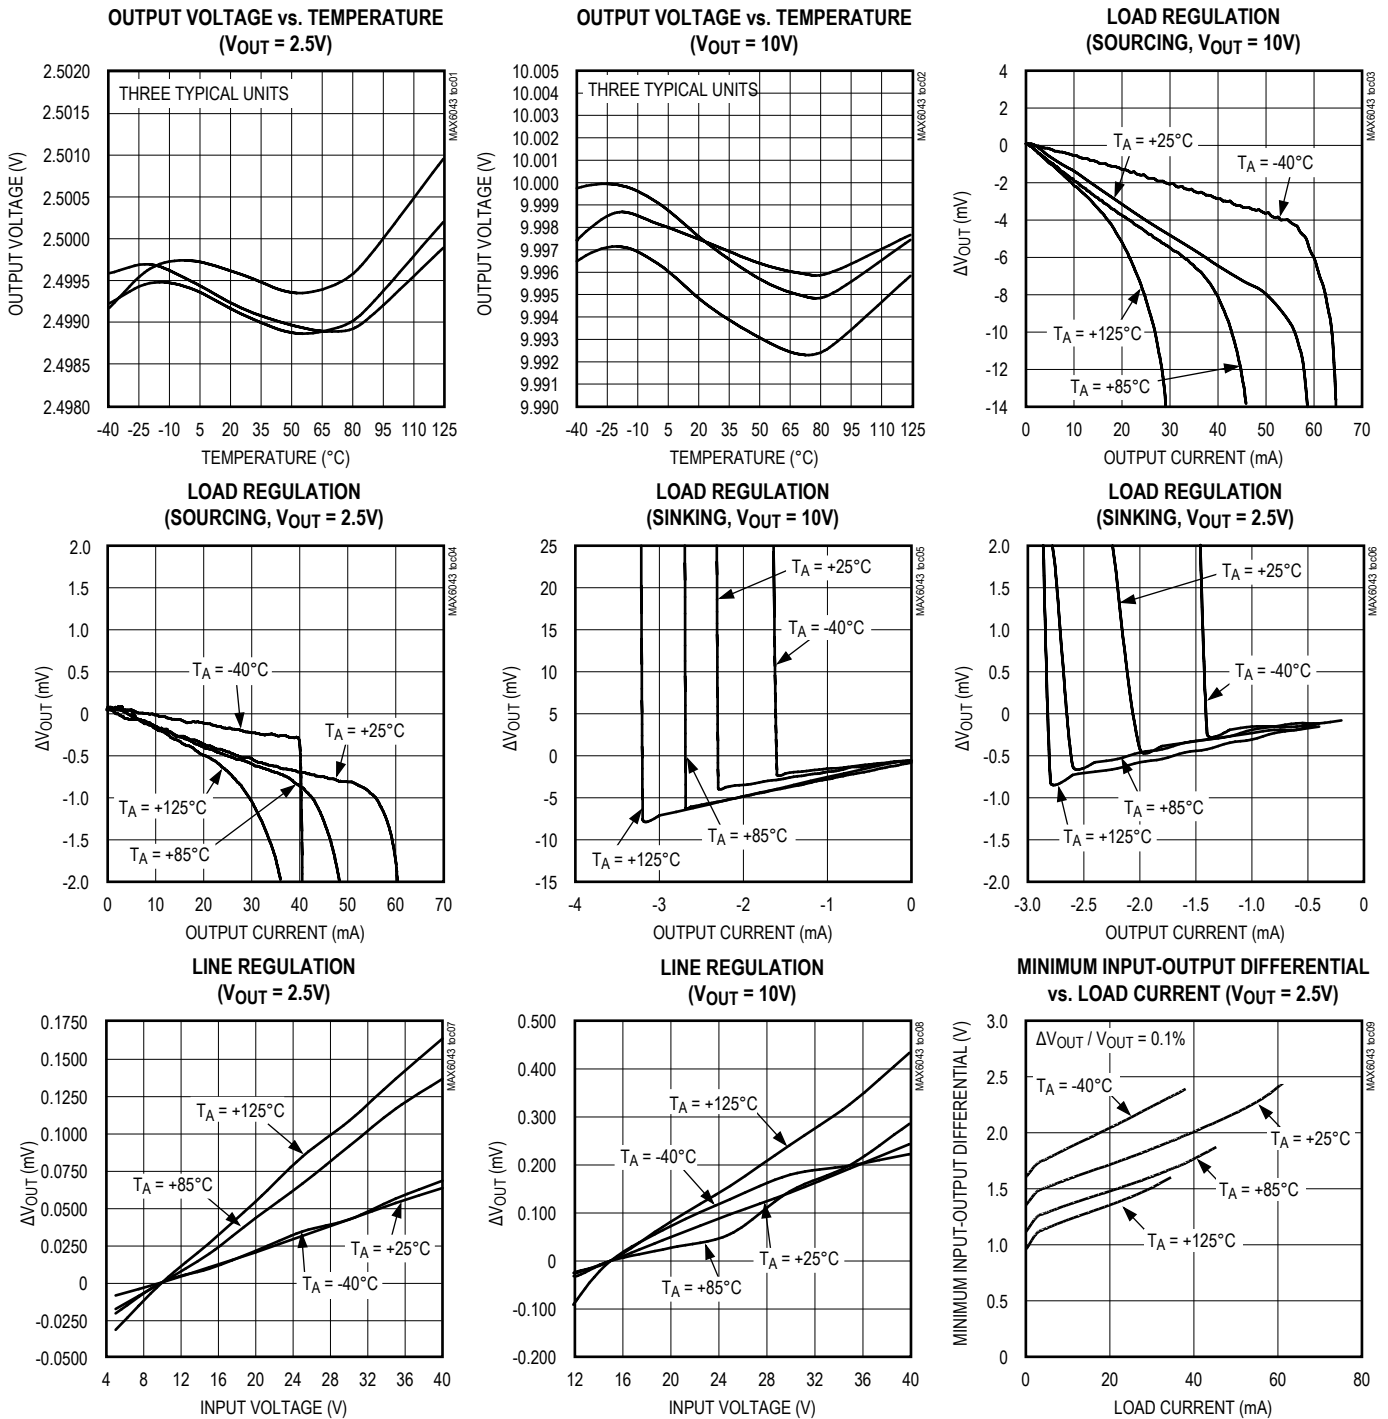 OUTPUT VOLTAGE vs. TEMPERATURE
(VOUT = 2.5V)
MAX6043 toc01
THREE TYPICAL UNITS
OUTPUT VOLTAGE (V)
2.5020
2.5015
2.5010
2.5005
2.5000
2.4995
2.4990
2.4985
2.4980
-40 -25 -10 5 20 35 50 65 80 95 110 125
TEMPERATURE (°C)
OUTPUT VOLTAGE vs. TEMPERATURE
(VOUT = 10V)
MAX6043 toc02
THREE TYPICAL UNITS
OUTPUT VOLTAGE (V)
10.005
10.004
10.003
10.002
10.001
10.000
9.999
9.998
9.997
9.996
9.995
9.994
9.993
9.992
9.991
9.990
-40 -25 -10 5 20 35 50 65 80 95 110 125
TEMPERATURE (°C)
LOAD REGULATION
(SOURCING, VOUT = 10V)
MAX6043 toc03
ΔVOUT (mV)
4
2
0
-2
-4
-6
-8
-10
-12
-14
TA = +25°C
TA = -40°C
TA = +125°C
TA = +85°C
0 10 20 30 40 50 60 70
OUTPUT CURRENT (mA)
LOAD REGULATION
(SOURCING, VOUT = 2.5V)
MAX6043 toc04
ΔVOUT (mV)
2.0
1.5
1.0
0.5
0
-0.5
-1.0
-1.5
-2.0
TA = -40°C
TA = +25°C
TA = +125°C
TA = +85°C
0 10 20 30 40 50 60 70
OUTPUT CURRENT (mA)
LOAD REGULATION
(SINKING, VOUT = 10V)
MAX6043 toc05
ΔVOUT (mV)
25
20
15
10
5
0
-5
-10
-15
TA = +25°C
TA = -40°C
TA = +85°C
TA = +125°C
-4 -3 -2 -1 0
OUTPUT CURRENT (mA)
LOAD REGULATION
(SINKING, VOUT = 2.5V)
MAX6043 toc06
ΔVOUT (mV)
2.0
1.5
1.0
0.5
0
-0.5
-1.0
-1.5
-2.0
TA = +25°C
TA = -40°C
TA = +85°C
TA = +125°C
-3.0 -2.5 -2.0 -1.5 -1.0 -0.5 0
OUTPUT CURRENT (mA)
LINE REGULATION
(VOUT = 2.5V)
MAX6043 toc07
ΔVOUT (mV)
0.1750
0.1500
0.1250
0.1000
0.0750
0.0500
0.0250
0
-0.0250
-0.0500
TA = +125°C
TA = +85°C
TA = +25°C
TA = -40°C
4 8 12 16 20 24 28 32 36 40
INPUT VOLTAGE (V)
LINE REGULATION
(VOUT = 10V)
MAX6043 toc08
ΔVOUT (mV)
0.500
0.400
0.300
0.200
0.100
0
-0.100
-0.200
TA = +125°C
TA = -40°C
TA = +25°C
TA = +85°C
12 16 20 24 28 32 36 40
INPUT VOLTAGE (V)
MINIMUM INPUT-OUTPUT DIFFERENTIAL
vs. LOAD CURRENT (VOUT = 2.5V)
MAX6043 toc09
MINIMUM INPUT-OUTPUT DIFFERENTIAL (V)
3.0
2.5
2.0
1.5
1.0
0.5
0
ΔVOUT / VOUT = 0.1%
TA = -40°C
TA = +25°C
TA = +85°C
TA = +125°C
0 20 40 60 80
LOAD CURRENT (mA)